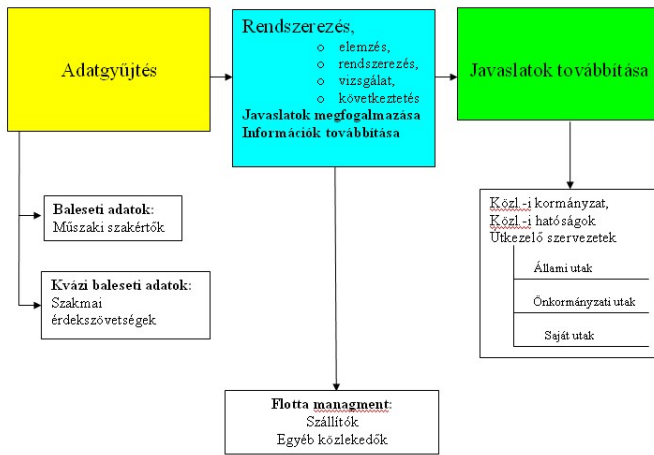 Adatgyűjtés
Rendszerezés,
o elemzés,
o rendszerezés,
o vizsgálat,
o következtetés
Javaslatok megfogalmazása
Információk továbbítása
Javaslatok továbbítása
Baleseti adatok:
Műszaki szakértők
Kvázi baleseti adatok:
Szakmai
érdekszövetségek
Flotta managment:
Szállítók
Egyéb közlekedők
Közl.-i kormányzat,
Közl.-i hatóságok
Útkezelő szervezetek
Állami utak
Önkormányzati utak
Saját utak